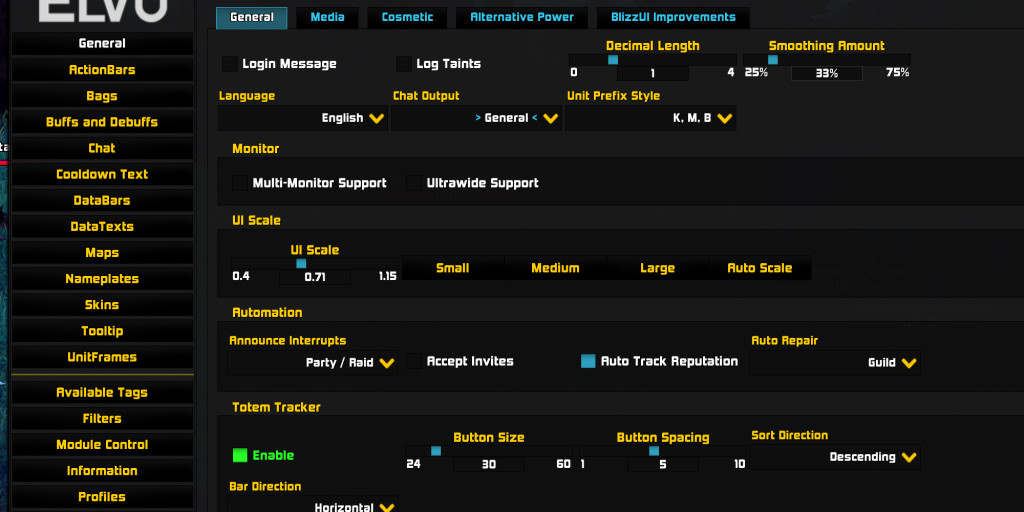 ELVU
General
ActionBars
Bags
Buffs and Debuffs
Chat
Cooldown Text
DataBars
DataTexts
Maps
Nameplates
Skins
Tooltip
UnitFrames
Available Tags
Filters
Module Control
Information
Profiles
General Media Cosmetic Alternative Power BlizzUI Improvements
Login Message Log Taints
Decimal Length
0 1 4
Smoothing Amount
25% 33% 75%
Language
English
Chat Output
> General <
Unit Prefix Style
K, M, B
Monitor
Multi-Monitor Support Ultrawide Support
UI Scale
UI Scale
0.4 0.71 1.15
Small Medium Large Auto Scale
Automation
Announce Interrupts
Party / Raid
Accept Invites
Auto Track Reputation
Auto Repair
Guild
Totem Tracker
Enable
Button Size
24 30 60
Button Spacing
1 5 10
Sort Direction
Descending
Bar Direction
Horizontal